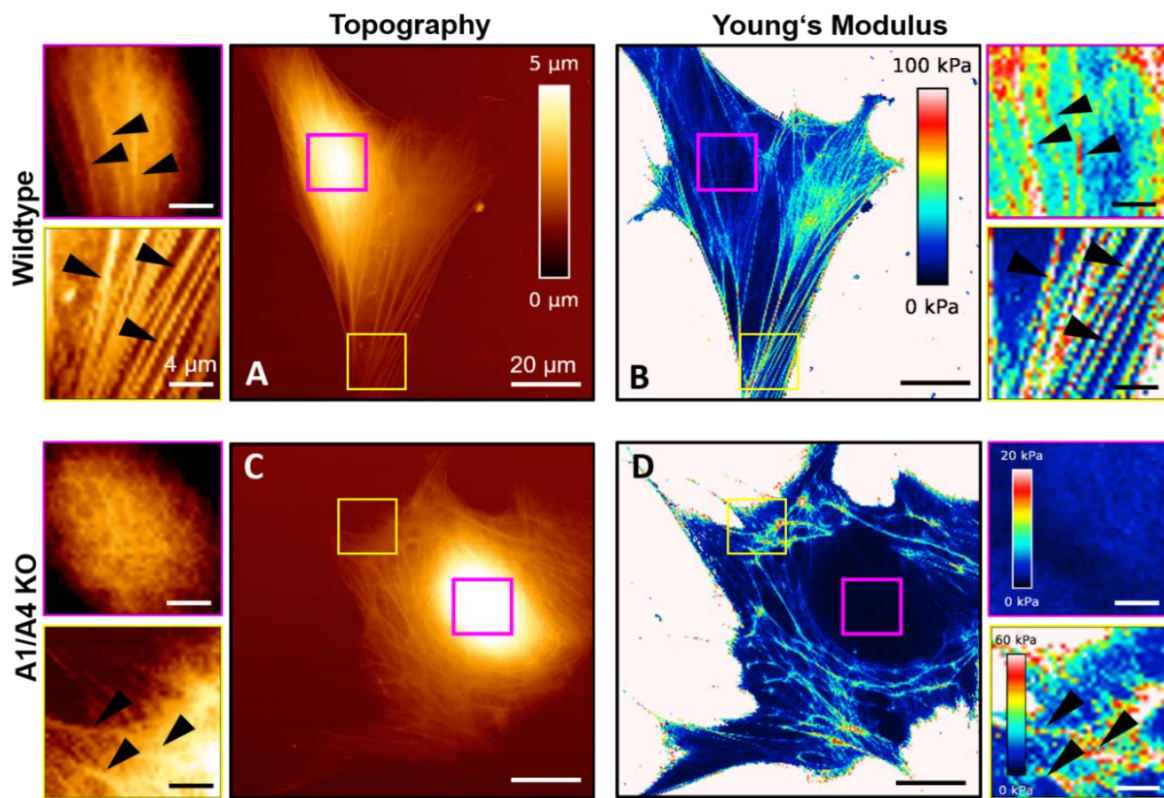 Topography
Young‘s Modulus
Wildtype
5 µm
0 µm
20 µm
A
4 µm
100 kPa
0 kPa
B
A1/A4 KO
C
D
20 kPa
0 kPa
60 kPa
0 kPa